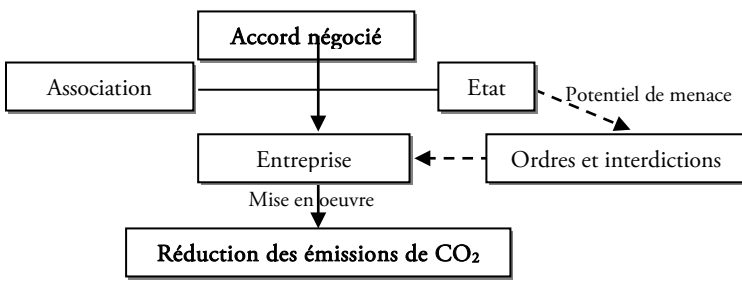 Accord négocié
Association
Etat
Potentiel de menace
Entreprise
Ordres et interdictions
Mise en oeuvre
Réduction des émissions de CO₂